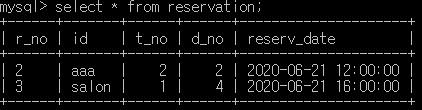 mysql> select * from reservation;
+------+-------+------+------+---------------------+
| r_no | id | t_no | d_no | reserv_date |
+------+-------+------+------+---------------------+
| 2 | aaa | 2 | 2 | 2020-06-21 12:00:00 |
| 3 | salon | 1 | 4 | 2020-06-21 16:00:00 |
+------+-------+------+------+---------------------+